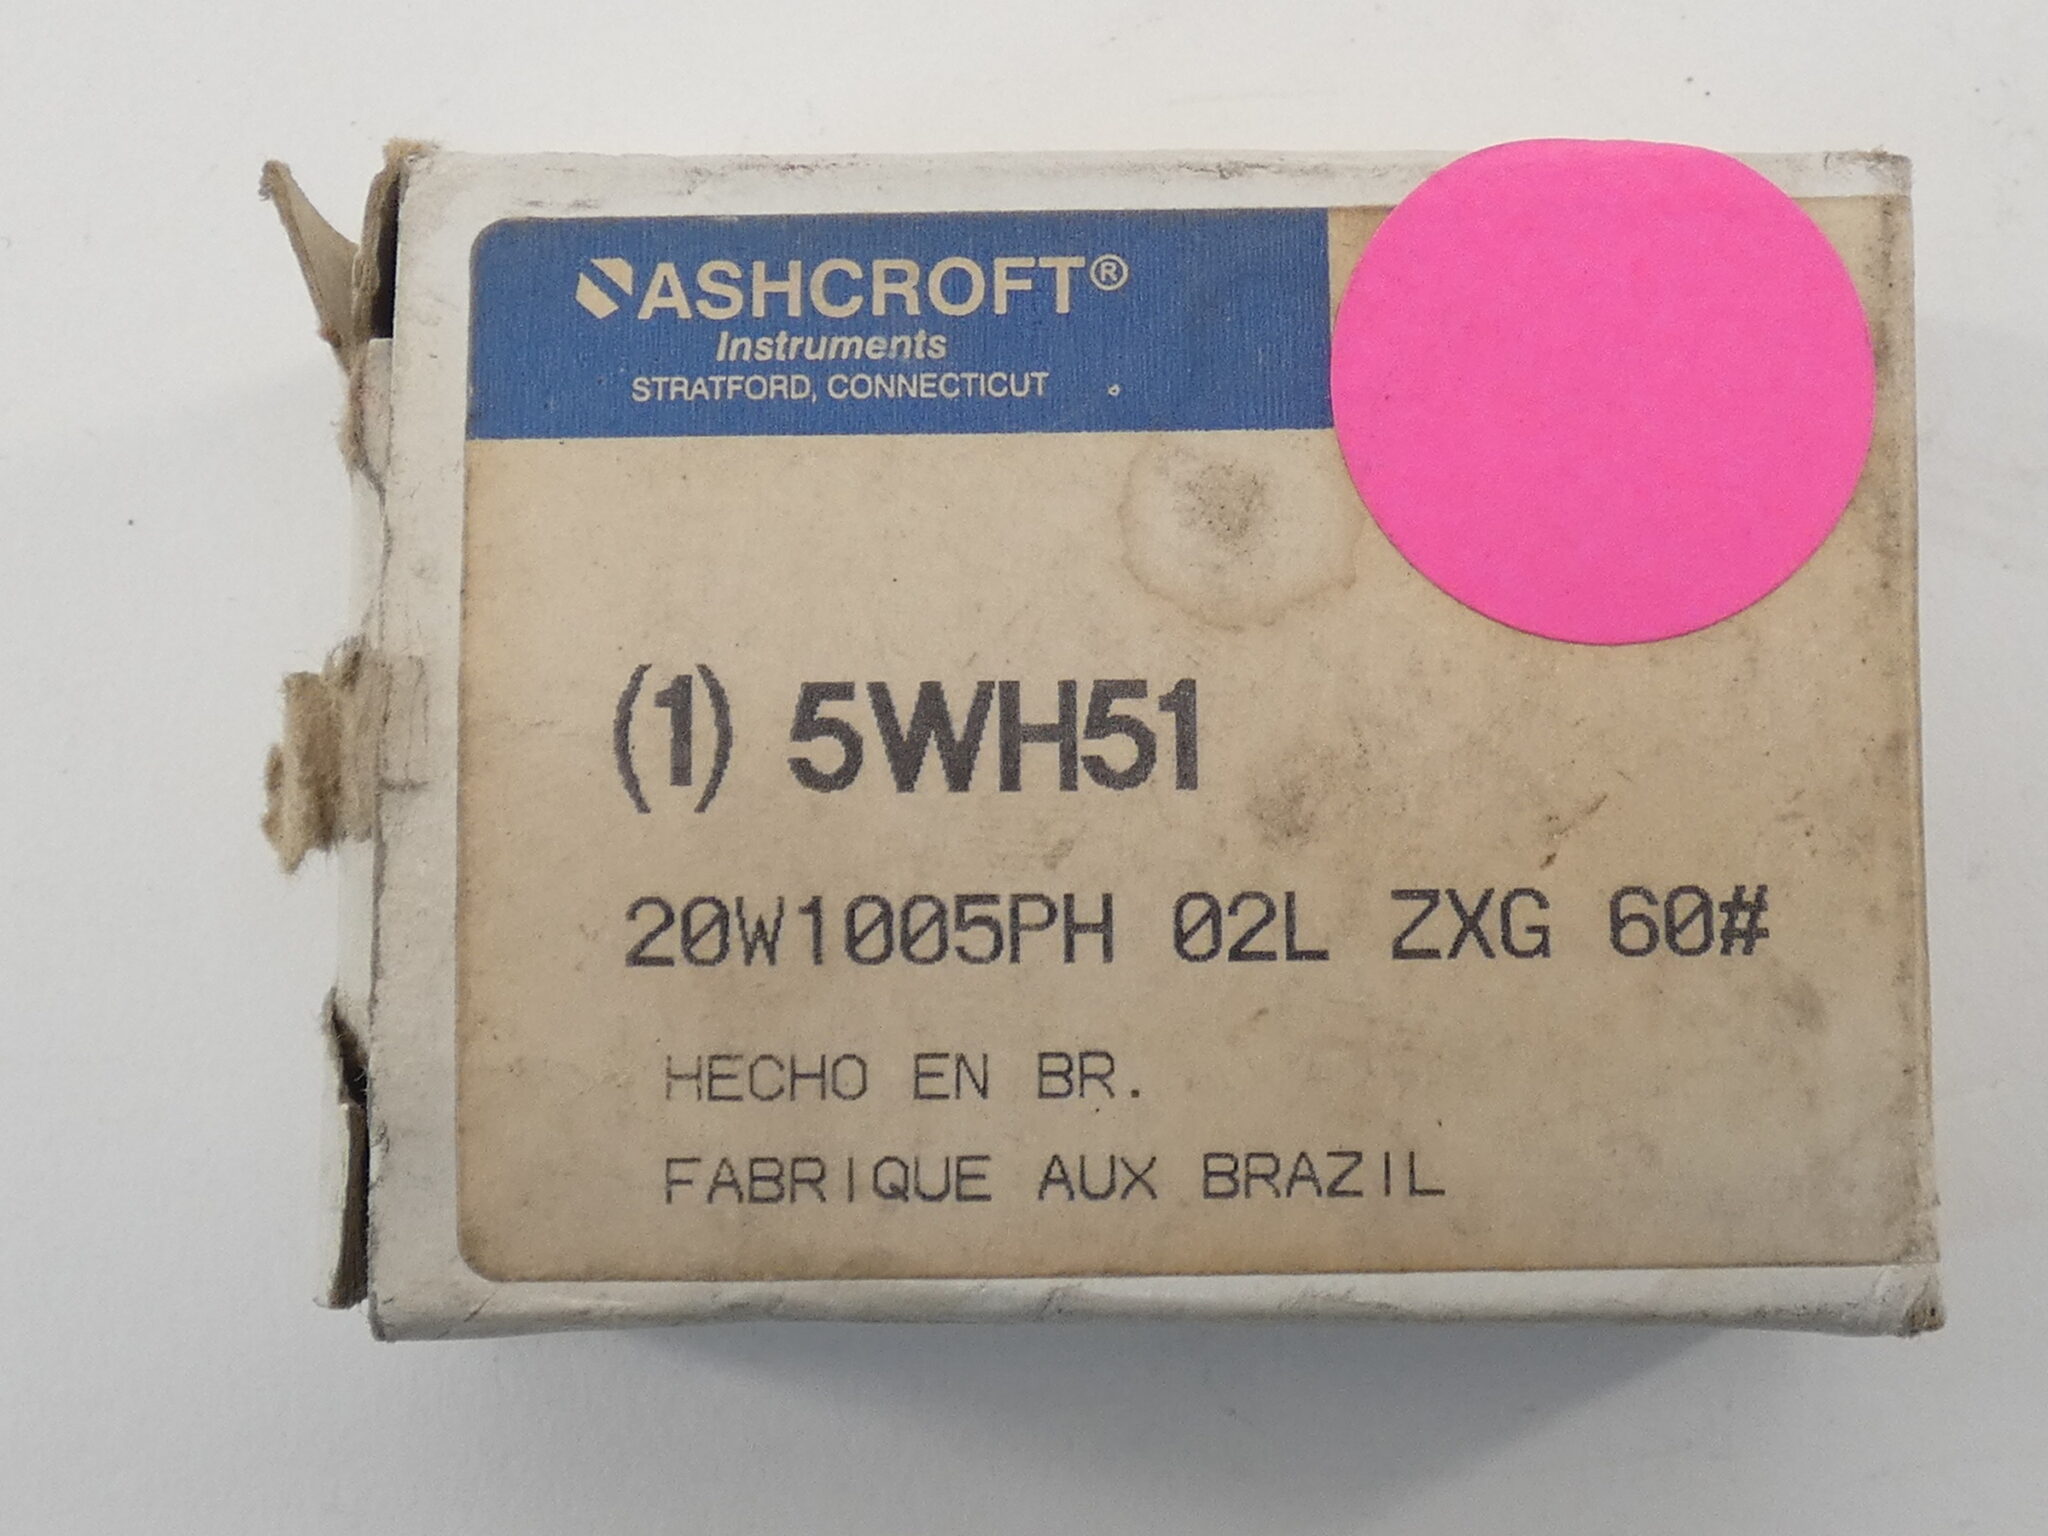 ASHCROFT®
Instruments
STRATFORD, CONNECTICUT
(1) 5WH51
20W1005PH 02L ZXG 60#
HECHO EN BR.
FABRIQUE AUX BRAZIL